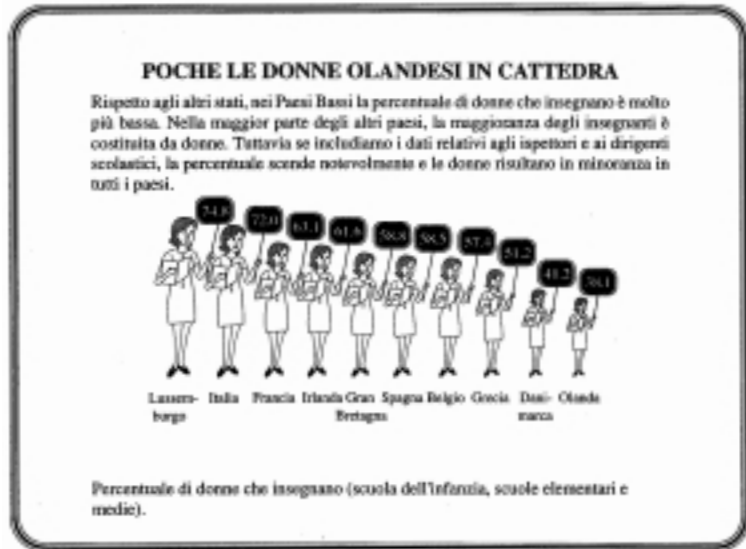 POCHE LE DONNE OLANDESI IN CATTEDRA
Rispetto agli altri stati, nei Paesi Bassi la percentuale di donne che insegnano è molto
più bassa. Nella maggior parte degli altri paesi, la maggioranza degli insegnanti è
costituita da donne. Tuttavia se includiamo i dati relativi agli ispettori e ai dirigenti
scolastici, la percentuale scende notevolmente e le donne risultano in minoranza in
tutti i paesi.
74.8 72.0 63.1 61.6 58.8 58.5 57.4 51.2 41.2
Lussem- Italia Francia Irlanda Gran Spagna Belgio Grecia Dani- Olanda
burgo Bretagna marca
Percentuale di donne che insegnano (scuola dell'infanzia, scuole elementari e
medie).